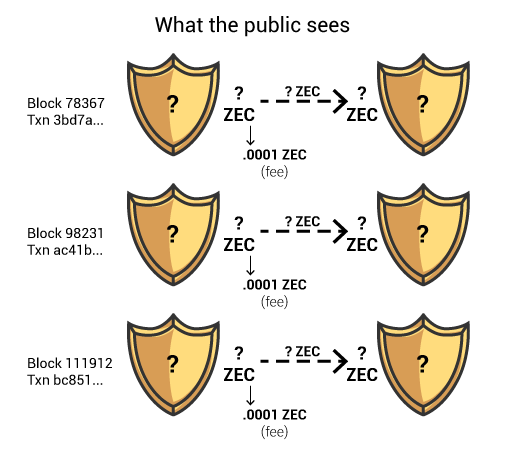 What the public sees
Block 78367
Txn 3bd7a...
?
?
ZEC
? ZEC
?
ZEC
?
.0001 ZEC
(fee)
Block 98231
Txn ac41b...
?
?
ZEC
? ZEC
?
ZEC
?
.0001 ZEC
(fee)
Block 111912
Txn bc851...
?
?
ZEC
? ZEC
?
ZEC
?
.0001 ZEC
(fee)